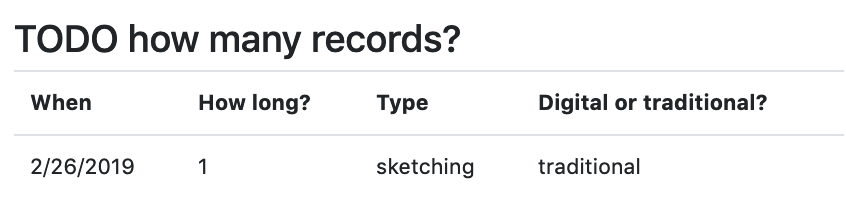 TODO how many records?
When How long? Type Digital or traditional?
2/26/2019 1 sketching traditional